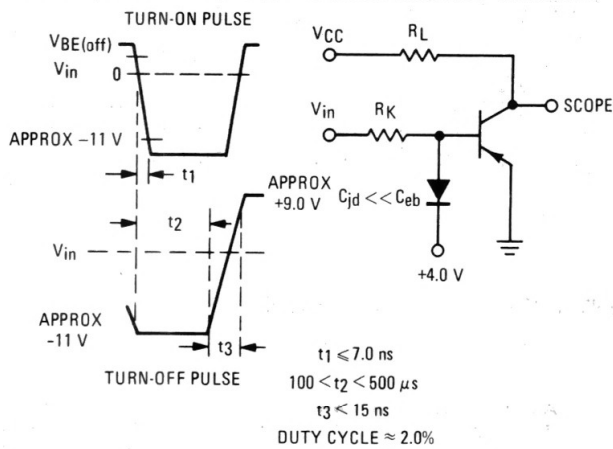 TURN-ON PULSE
VBE(off)
Vin 0
APPROX –11 V
t1
APPROX
+9.0 V
t2
Vin
APPROX
-11 V
t3
TURN-OFF PULSE
VCC
RL
SCOPE
Vin
RK
Cjd << Ceb
+4.0 V
t1 ⩽ 7.0 ns
100 < t2 < 500 μs
t3 < 15 ns
DUTY CYCLE ≈ 2.0%